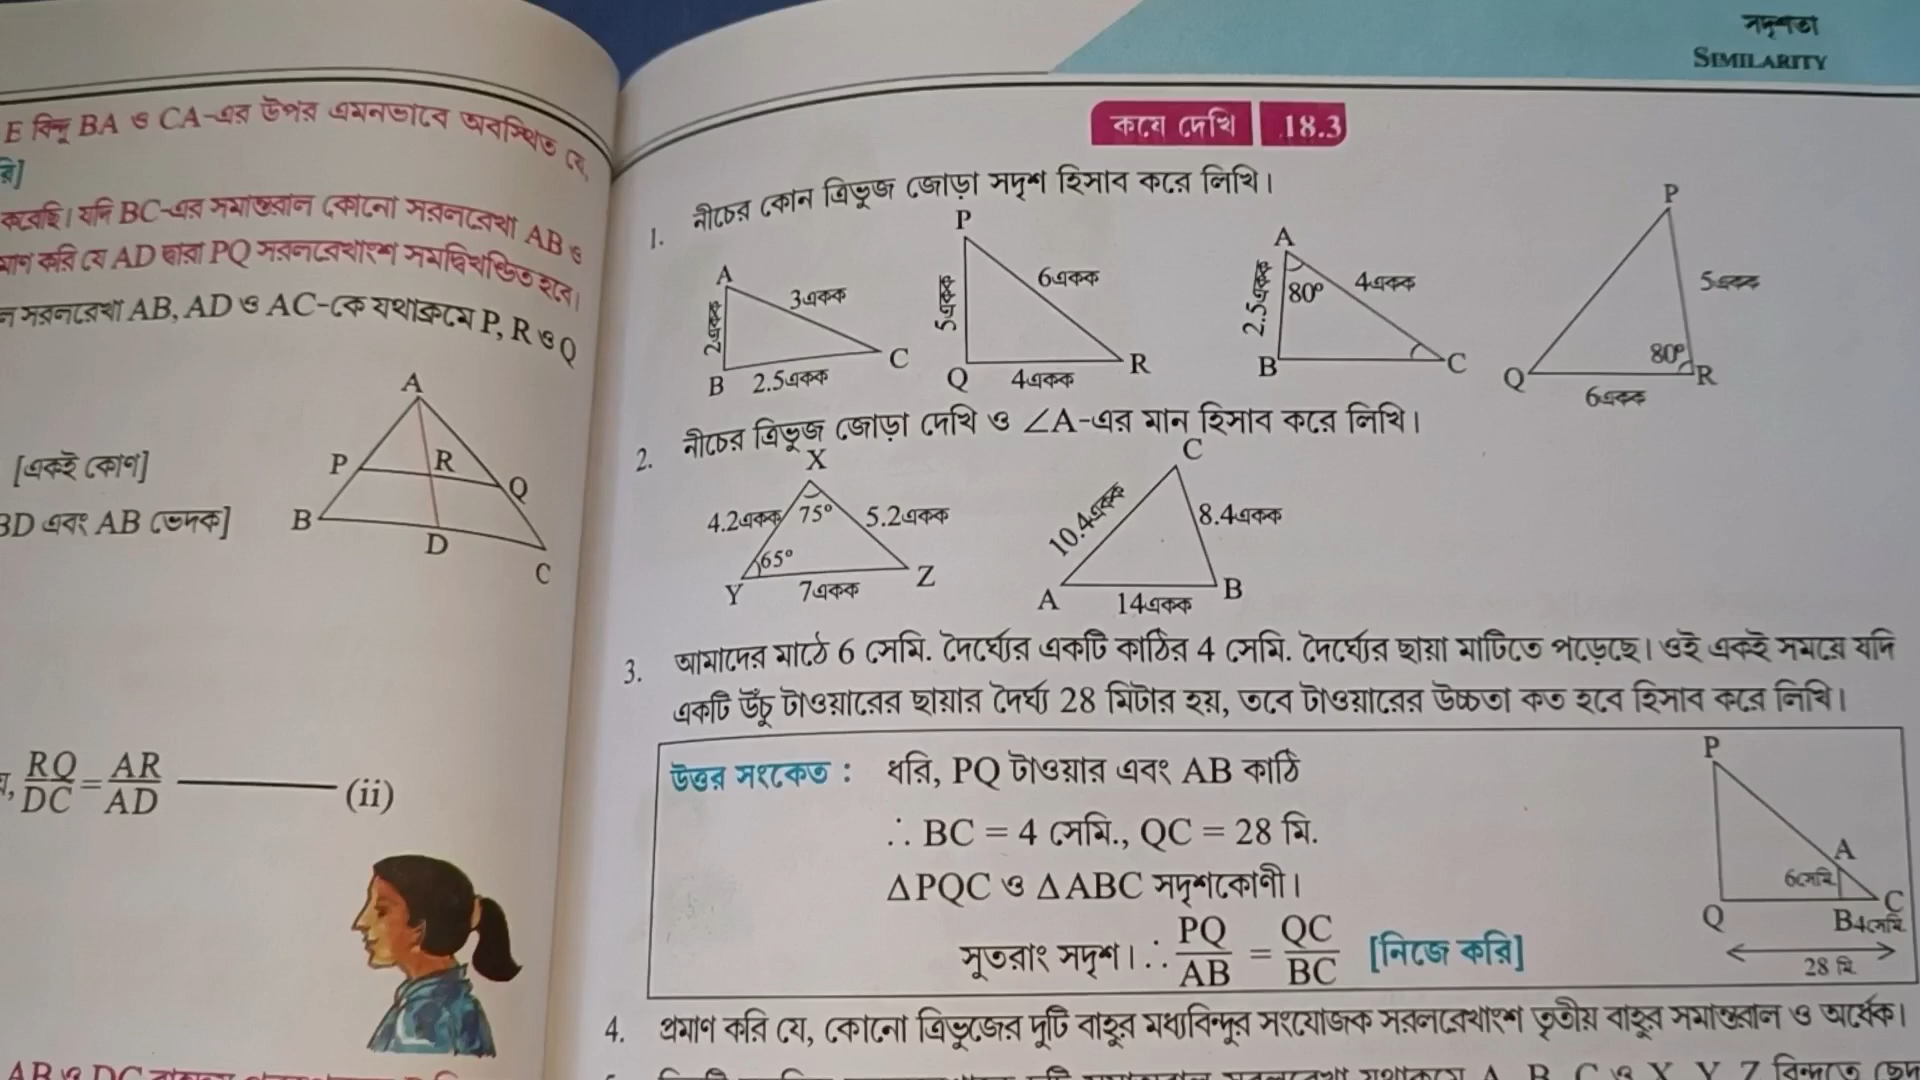 E বিন্দু BA ও CA-এর উপর এমনভাবে অবস্থিত যে,
রি]
করেছি। যদি BC-এর সমান্তরাল কোনো সরলরেখা AB ও
মাণ করি যে AD দ্বারা PQ সরলরেখাংশ সমদ্বিখণ্ডিত হবে।
ন সরলরেখা AB, AD ও AC-কে যথাক্রমে P, R ও Q
A
P
R
Q
B
D
C
[একই কোণ]
BD এবং AB ভেদক]
RQ/DC = AR/AD (ii)
সদৃশতা
SIMILARITY
কষে দেখি 18.3
1. নীচের কোন ত্রিভুজ জোড়া সদৃশ হিসাব করে লিখি।
A
2একক
3একক
B
2.5একক
C
P
5একক
6একক
Q
4একক
R
A
2.5একক
80°
4একক
B
C
P
5একক
80°
Q
6একক
R
2. নীচের ত্রিভুজ জোড়া দেখি ও ∠A-এর মান হিসাব করে লিখি।
X
4.2একক
75°
5.2একক
65°
Y
7একক
Z
C
10.4একক
8.4একক
A
14একক
B
3. আমাদের মাঠে 6 সেমি. দৈর্ঘ্যের একটি কাঠির 4 সেমি. দৈর্ঘ্যের ছায়া মাটিতে পড়েছে। ওই একই সময়ে যদি
একটি উঁচু টাওয়ারের ছায়ার দৈর্ঘ্য 28 মিটার হয়, তবে টাওয়ারের উচ্চতা কত হবে হিসাব করে লিখি।
উত্তর সংকেত : ধরি, PQ টাওয়ার এবং AB কাঠি
∴ BC = 4 সেমি., QC = 28 মি.
△PQC ও △ABC সদৃশকোণী।
সুতরাং সদৃশ। ∴ PQ/AB = QC/BC [নিজে করি]
P
A
6সেমি
Q
B
4সেমি.
C
28 মি.
4. প্রমাণ করি যে, কোনো ত্রিভুজের দুটি বাহুর মধ্যবিন্দুর সংযোজক সরলরেখাংশ তৃতীয় বাহুর সমান্তরাল ও অর্ধেক।